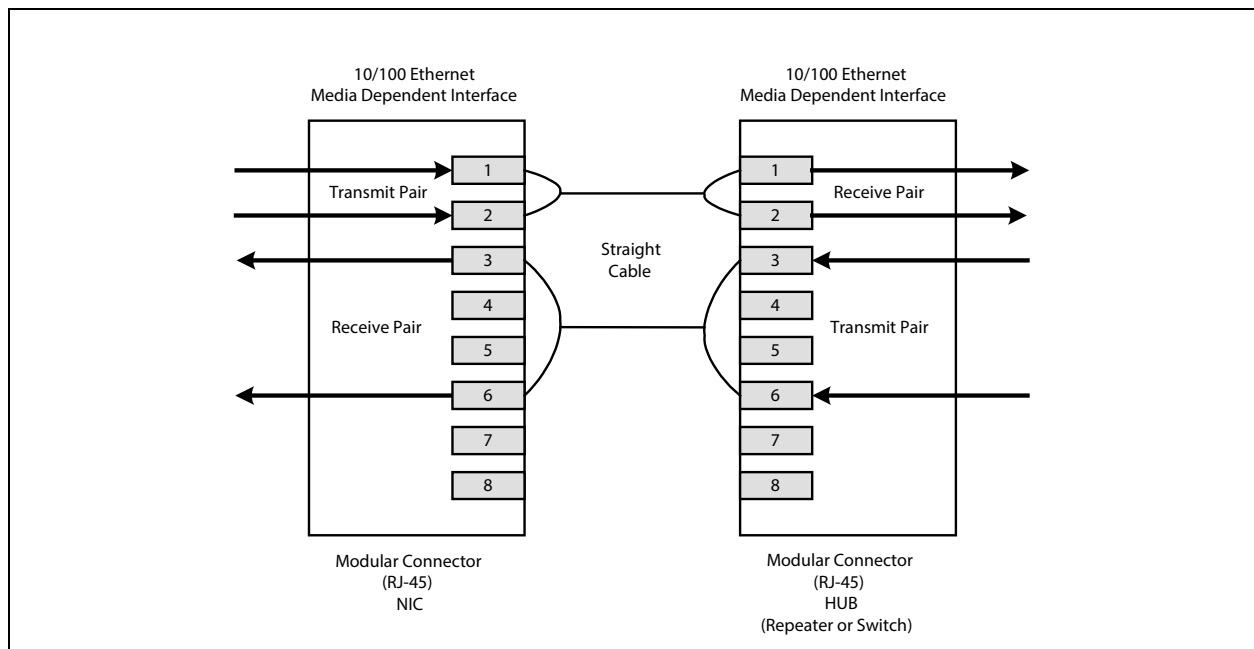 10/100 Ethernet
Media Dependent Interface
10/100 Ethernet
Media Dependent Interface
1
Transmit Pair
2
3
4
Receive Pair
5
6
7
8
Straight
Cable
1
Receive Pair
2
3
4
Transmit Pair
5
6
7
8
Modular Connector
(RJ-45)
NIC
Modular Connector
(RJ-45)
HUB
(Repeater or Switch)